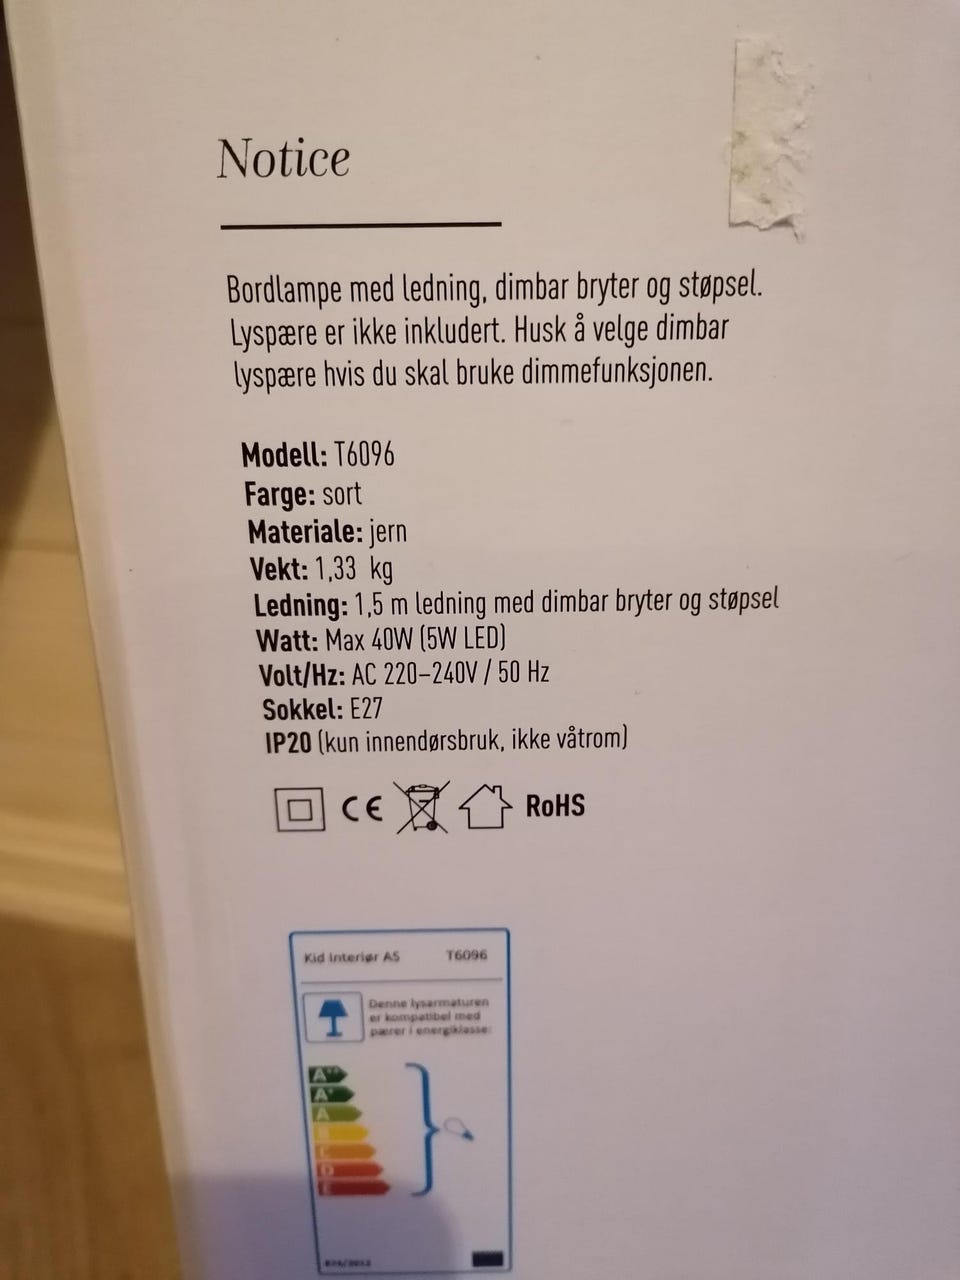 Notice
Bordlampe med ledning, dimbar bryter og støpsel.
Lyspære er ikke inkludert. Husk å velge dimbar
lyspære hvis du skal bruke dimmefunksjonen.
Modell: T6096
Farge: sort
Materiale: jern
Vekt: 1,33 kg
Ledning: 1,5 m ledning med dimbar bryter og støpsel
Watt: Max 40W (5W LED)
Volt/Hz: AC 220–240V / 50 Hz
Sokkel: E27
IP20 (kun innendørsbruk, ikke våtrom)
CE RoHS
Kid Interiør AS T6096
Denne lysarmaturen
er kompatibel med
pærer i energiklasse:
A++
A+
A
B
C
D
E
874/2012